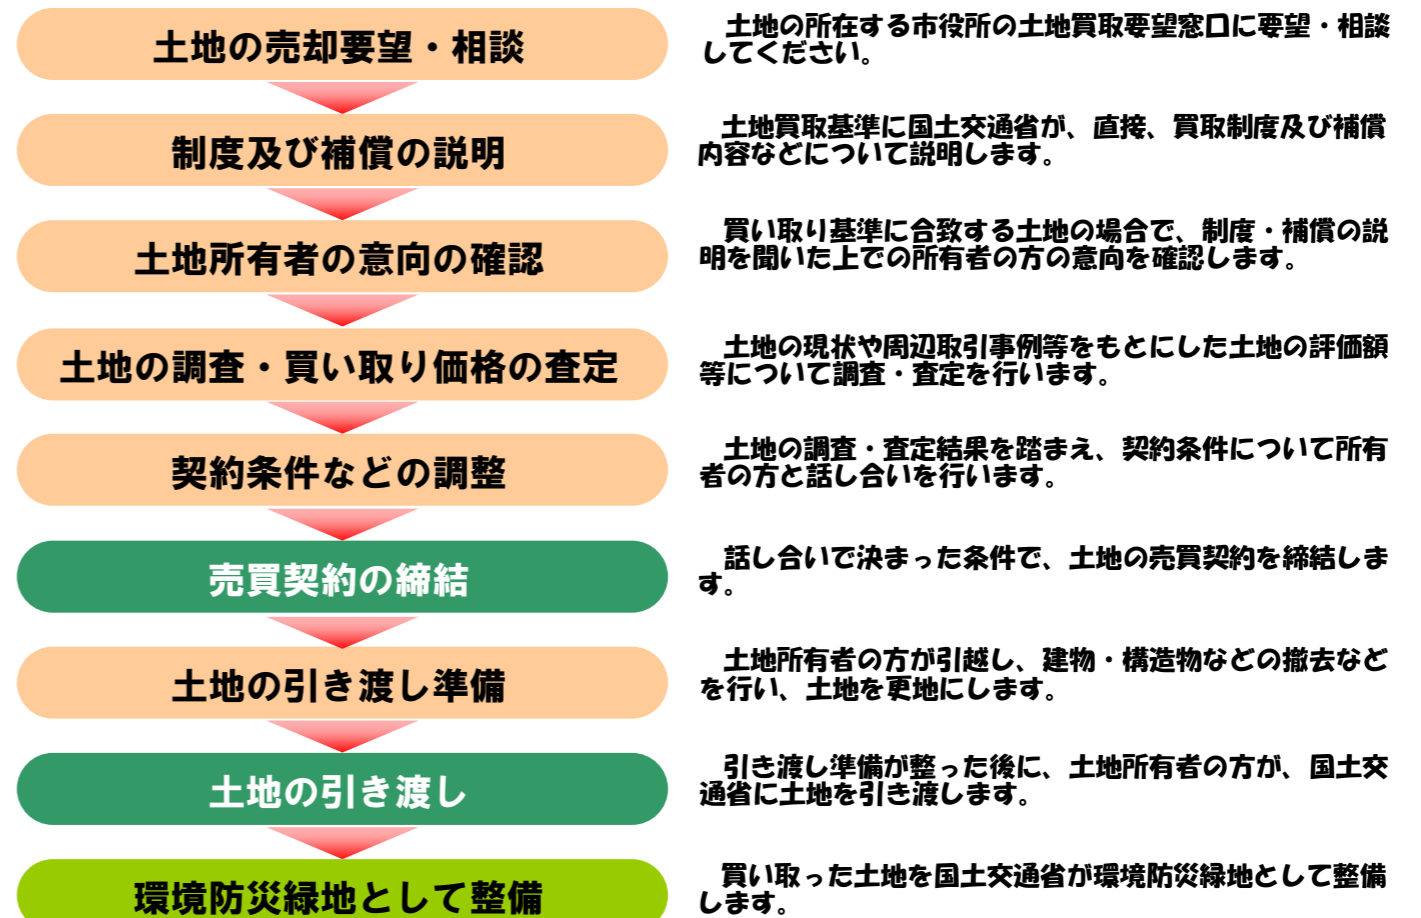 土地の売却要望・相談
土地の所在する市役所の土地買取要望窓口に要望・相談
してください。
制度及び補償の説明
土地買取基準に国土交通省が、直接、買取制度及び補償
内容などについて説明します。
土地所有者の意向の確認
買い取り基準に合致する土地の場合で、制度・補償の説
明を聞いた上での所有者の方の意向を確認します。
土地の調査・買い取り価格の査定
土地の現状や周辺取引事例等をもとにした土地の評価額
等について調査・査定を行います。
契約条件などの調整
土地の調査・査定結果を踏まえ、契約条件について所有
者の方と話し合いを行います。
売買契約の締結
話し合いで決まった条件で、土地の売買契約を締結しま
す。
土地の引き渡し準備
土地所有者の方が引越し、建物・構造物などの撤去など
を行い、土地を更地にします。
土地の引き渡し
引き渡し準備が整った後に、土地所有者の方が、国土交
通省に土地を引き渡します。
環境防災緑地として整備
買い取った土地を国土交通省が環境防災緑地として整備
します。